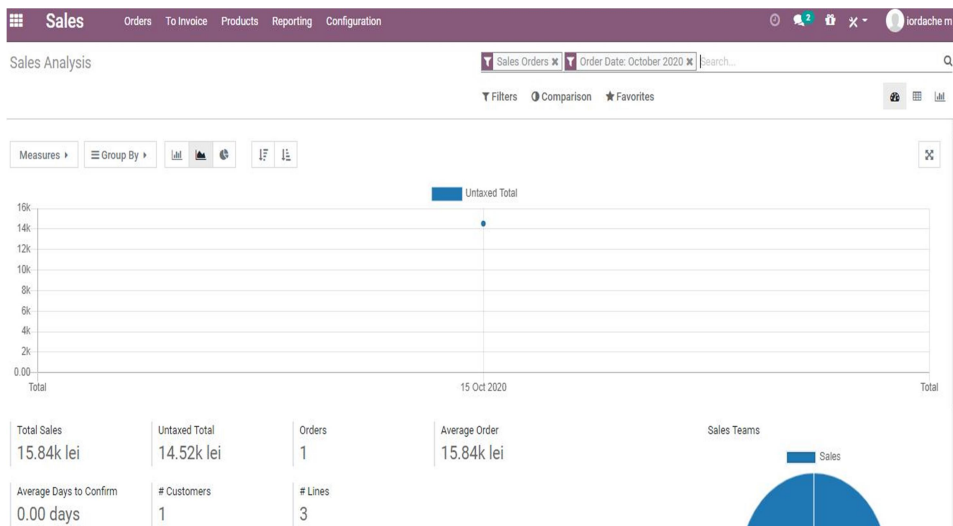 Sales Orders To Invoice Products Reporting Configuration 2 iordache m
Sales Analysis
Sales Orders × Order Date: October 2020 × Search...
Filters Comparison Favorites
Measures Group By
Untaxed Total
16k
14k
12k
10k
8k
6k
4k
2k
0.00
Total 15 Oct 2020 Total
Total Sales Untaxed Total Orders Average Order Sales Teams
15.84k lei 14.52k lei 1 15.84k lei
Sales
Average Days to Confirm # Customers # Lines
0.00 days 1 3